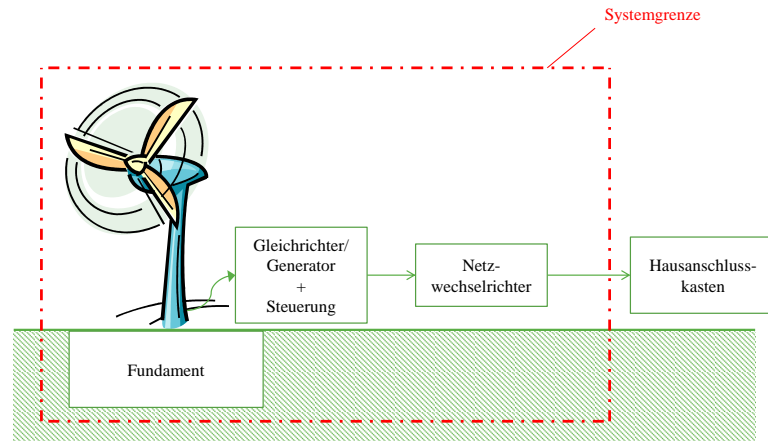 Systemgrenze
Gleichrichter/
Generator
+
Steuerung
Netz-
wechselrichter
Hausanschluss-
kasten
Fundament